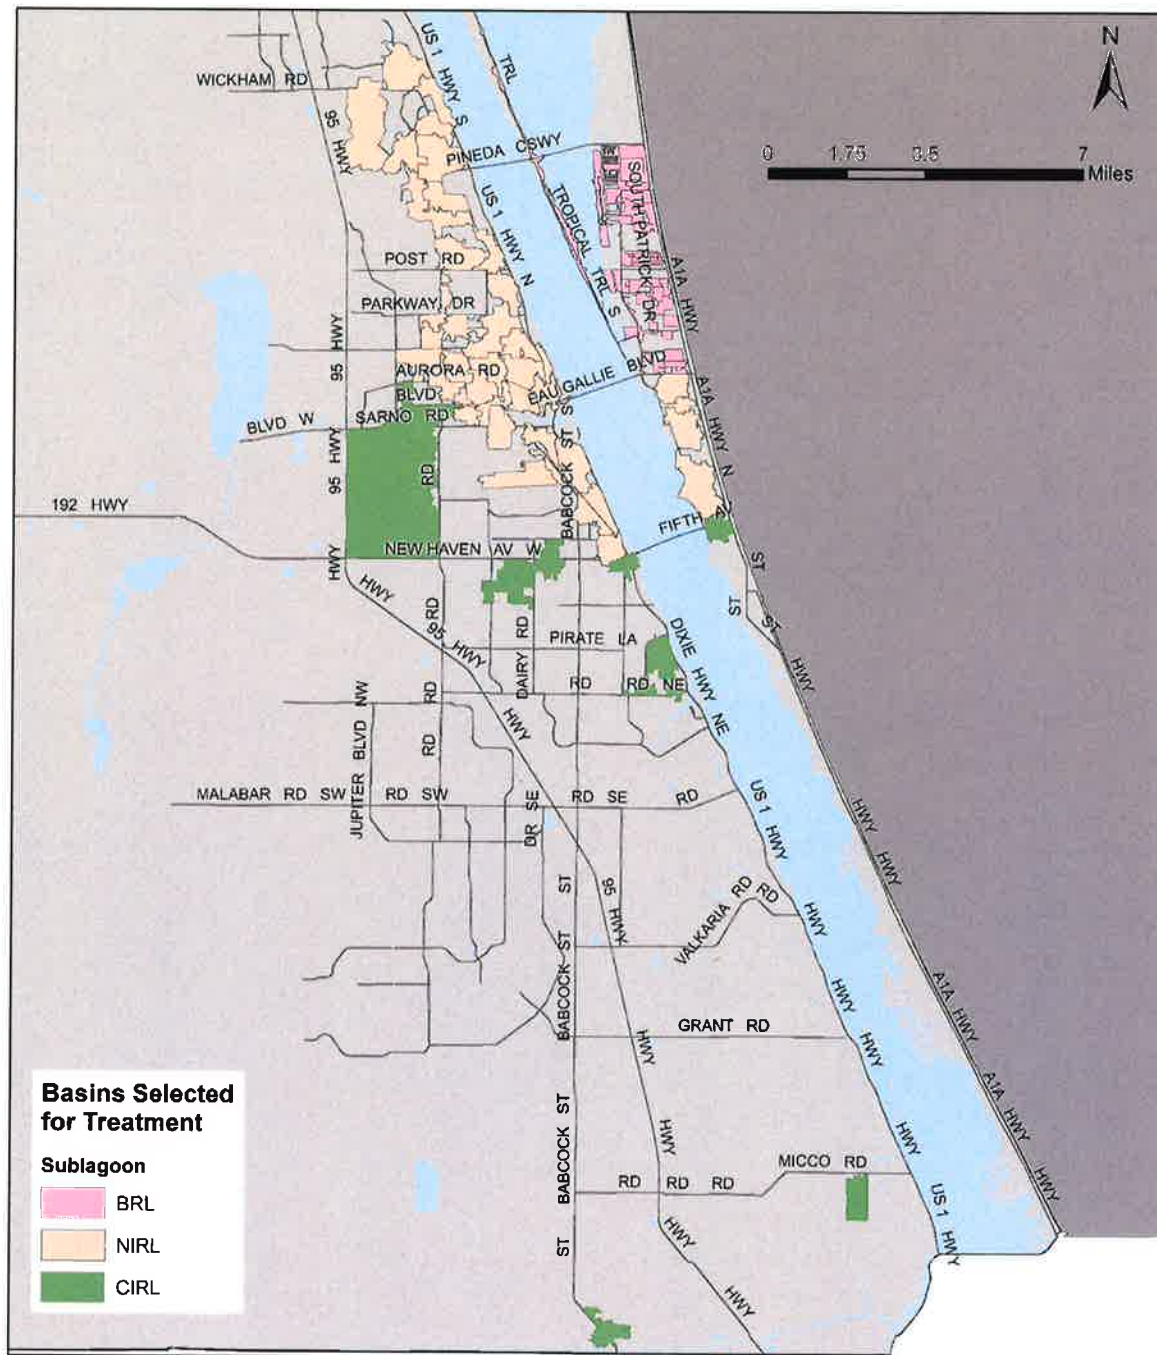 N
0 1.75 3.5 7
Miles
US 1 HWY S
TRL
WICKHAM RD
95 HWY
PINEDA CSWY
SOUTH PATRICK DR
US 1 HWY N
TROPICAL TRL S
POST RD
A1A HWY
PARKWAY DR
95 HWY
AURORA RD
EAU GALLIE BLVD
BLVD
A1A HWY N
BLVD W
SARNO RD
S
BABCOCK ST
95 HWY
RD
192 HWY
FIFTH AV
NEW HAVEN AV W
HWY
ST
HWY
RD
ST
ST
95 HWY
DAIRY RD
PIRATE LA
DIXIE HWY NE
HWY
JUPITER BLVD NW
RD
RD
RD NE
HWY
RD
MALABAR RD SW
RD SW
DR SE
RD SE
RD
US 1 HWY
HWY
HWY
ST
95 HWY
VALKARIA RD
RD
HWY
BABCOCK ST
A1A HWY
GRANT RD
HWY
HWY
HWY
A1A HWY
BABCOCK ST
HWY
HWY
MICCO RD
HWY
RD RD RD
US 1 HWY
HWY
ST
HWY
Basins Selected
for Treatment
Sublagoon
BRL
NIRL
CIRL